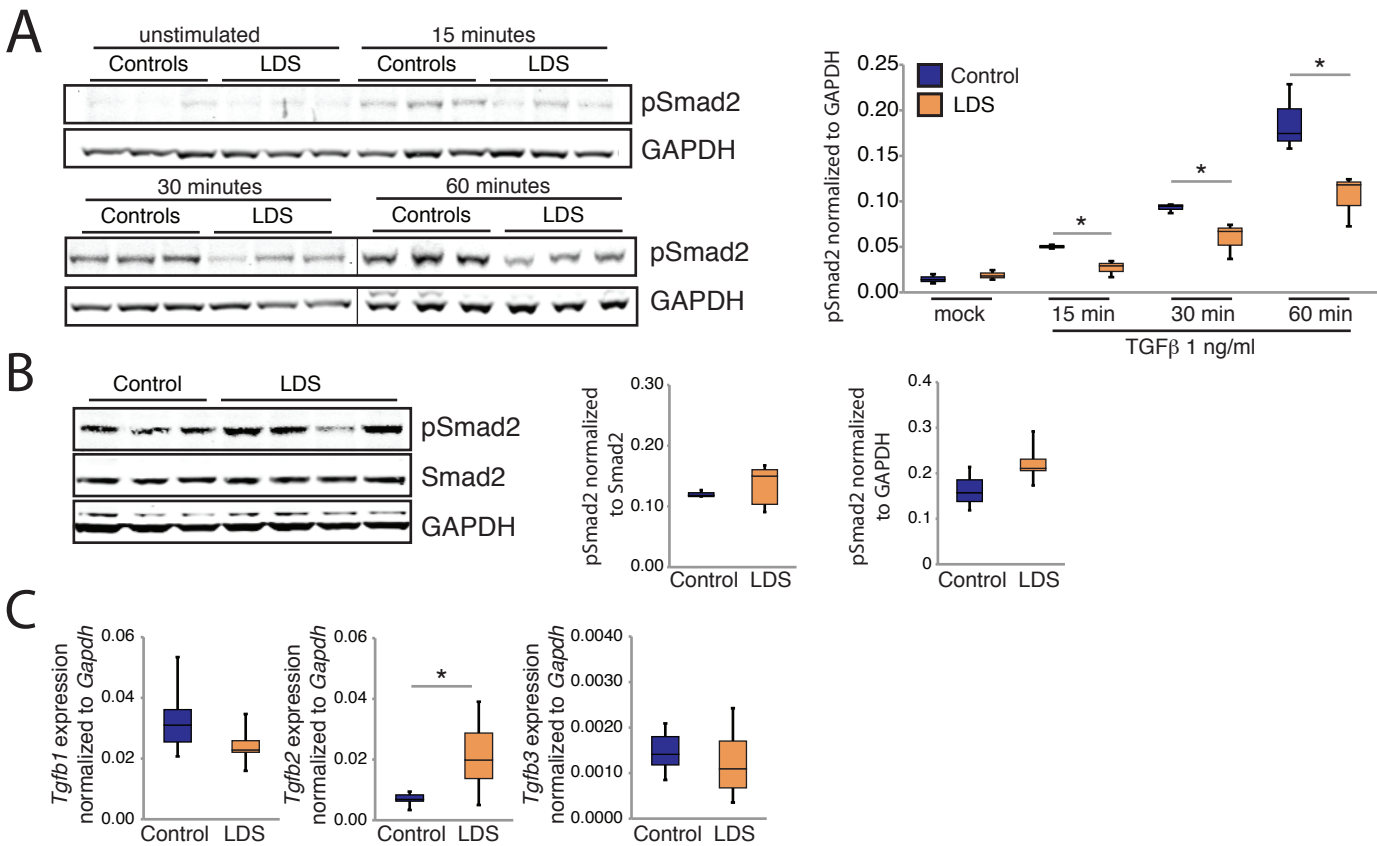 A
unstimulated 15 minutes
Controls LDS Controls LDS
pSmad2
GAPDH
30 minutes 60 minutes
Controls LDS Controls LDS
pSmad2
GAPDH
pSmad2 normalized to GAPDH
0.25
0.20
0.15
0.10
0.05
0.00
Control
LDS
*
*
*
mock 15 min 30 min 60 min
TGFβ 1 ng/ml
B
Control LDS
pSmad2
Smad2
GAPDH
pSmad2 normalized
to Smad2
0.30
0.20
0.10
0.00
Control LDS
pSmad2 normalized
to GAPDH
0.4
0.3
0.2
0.1
0
Control LDS
C
Tgfb1 expression
normalized to Gapdh
0.06
0.04
0.02
0.00
Control LDS
Tgfb2 expression
normalized to Gapdh
0.06
0.04
0.02
0.00
*
Control LDS
Tgfb3 expression
normalized to Gapdh
0.0040
0.0030
0.0020
0.0010
0.0000
Control LDS